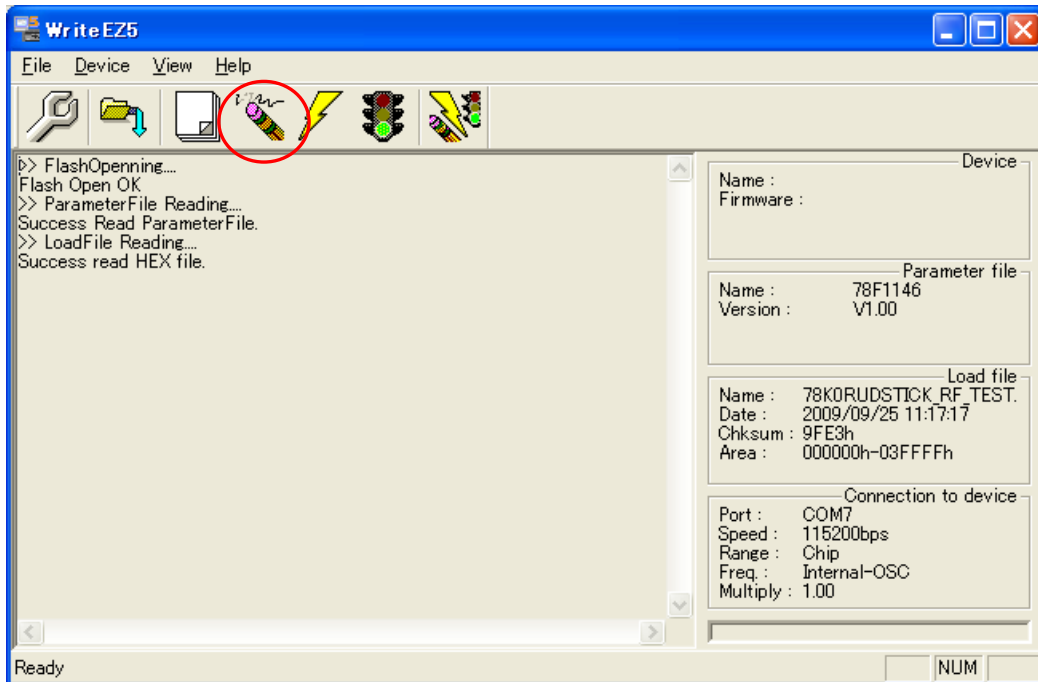 WriteEZ5
File Device View Help
>> FlashOpenning....
Flash Open OK
>> ParameterFile Reading....
Success Read ParameterFile.
>> LoadFile Reading....
Success read HEX file.
Device
Name :
Firmware :
Parameter file
Name : 78F1146
Version : V1.00
Load file
Name : 78K0RUDSTICK_RF_TEST.
Date : 2009/09/25 11:17:17
Chksum : 9FE3h
Area : 000000h-03FFFFh
Connection to device
Port : COM7
Speed : 115200bps
Range : Chip
Freq. : Internal-OSC
Multiply : 1.00
Ready
NUM